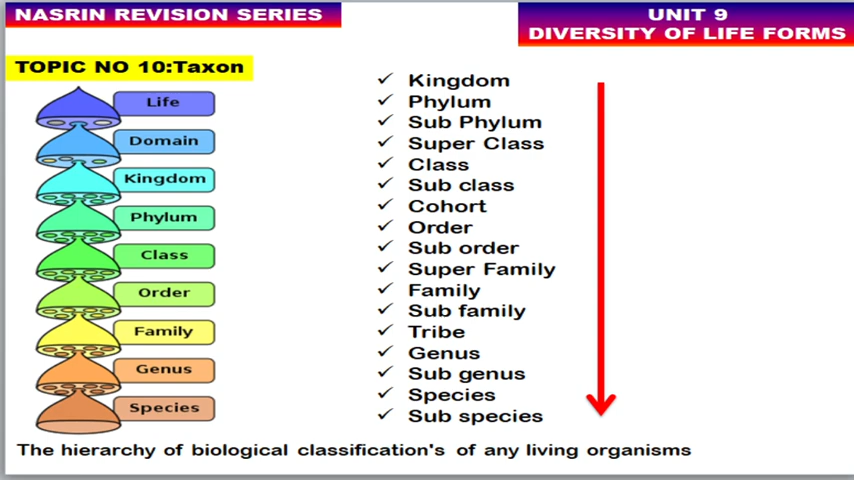 NASRIN REVISION SERIES
UNIT 9
DIVERSITY OF LIFE FORMS
TOPIC NO 10:Taxon
Life
Domain
Kingdom
Phylum
Class
Order
Family
Genus
Species
Kingdom
Phylum
Sub Phylum
Super Class
Class
Sub class
Cohort
Order
Sub order
Super Family
Family
Sub family
Tribe
Genus
Sub genus
Species
Sub species
The hierarchy of biological classification's of any living organisms